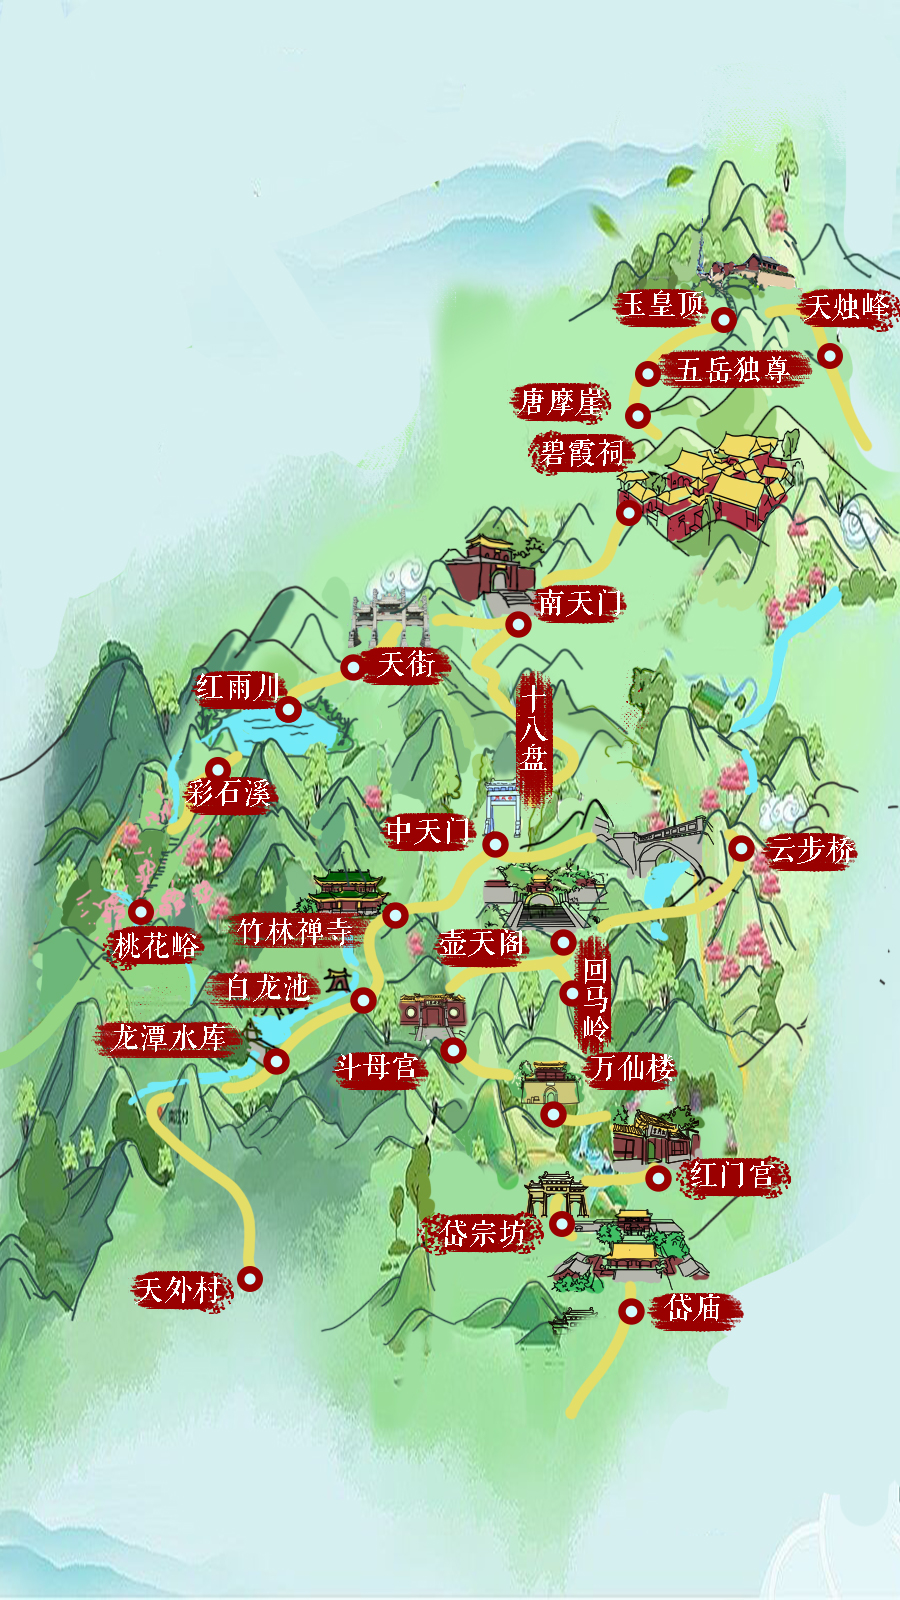 玉皇顶
天烛峰
五岳独尊
唐摩崖
碧霞祠
南天门
天街
红雨川
十八盘
彩石溪
中天门
云步桥
竹林禅寺
壶天阁
桃花峪
回马岭
白龙池
龙潭水库
斗母宫
万仙楼
红门宫
岱宗坊
天外村
岱庙